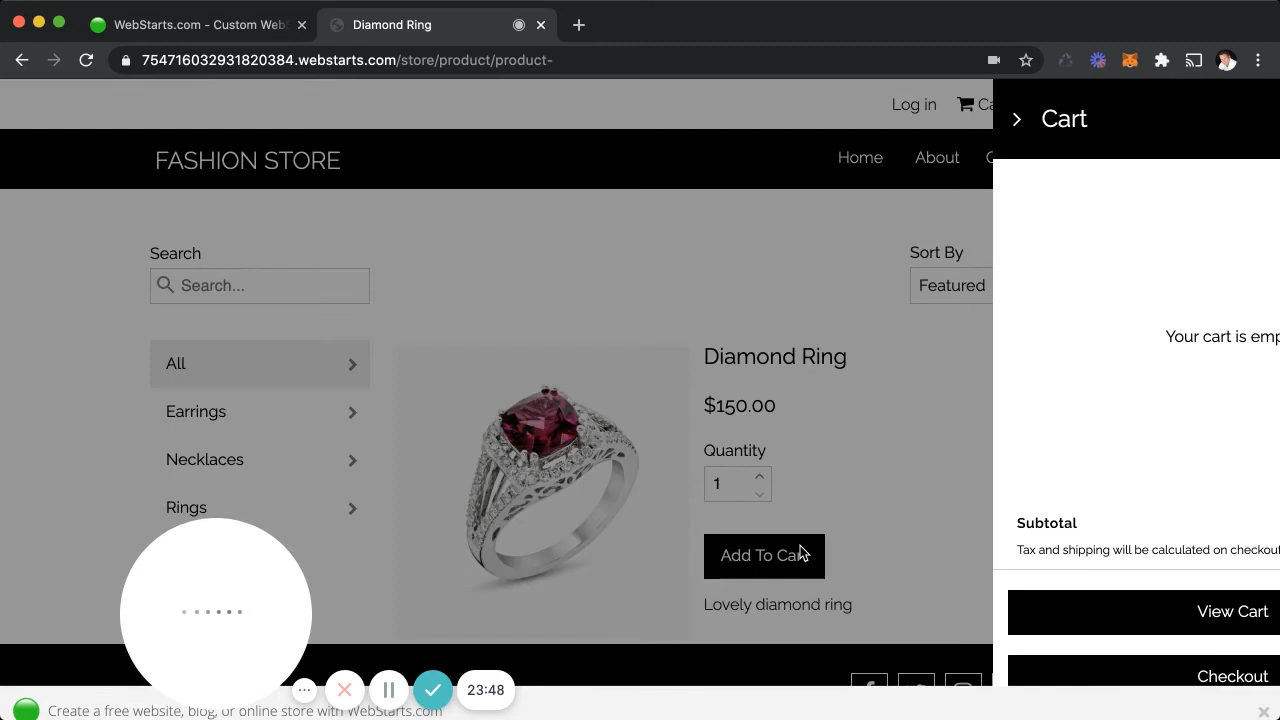 WebStarts.com - Custom Web
Diamond Ring
754716032931820384.webstarts.com/store/product/product-
Log in
Cart
FASHION STORE
Home About
Search
Sort By
Search...
Featured
Your cart is emp
All
Earrings
Necklaces
Rings
Diamond Ring
$150.00
Quantity
1
Add To Ca
Lovely diamond ring
Subtotal
Tax and shipping will be calculated on checkout
View Cart
Checkout
23:48
Create a free website, blog, or online store with WebStarts.com